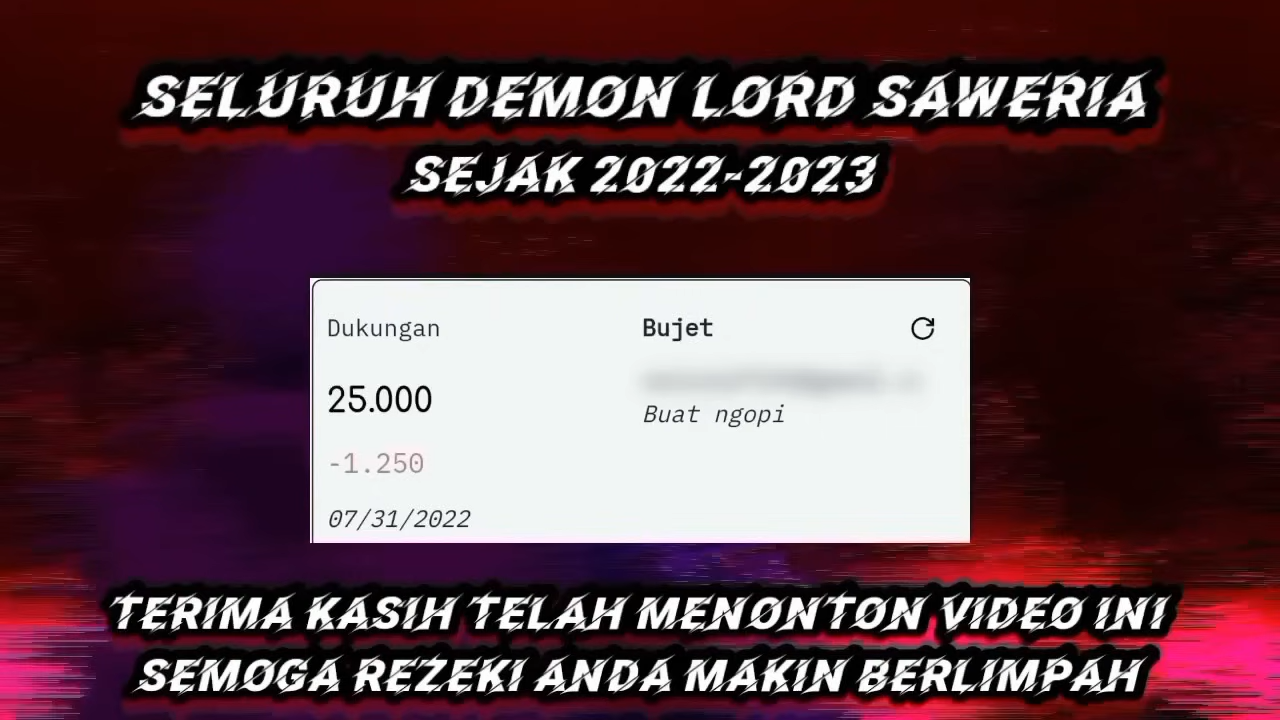 SELURUH DEMON LORD SAWERIA
SEJAK 2022-2023
Dukungan
Bujet
25.000
Buat ngopi
-1.250
07/31/2022
TERIMA KASIH TELAH MENONTON VIDEO INI
SEMOGA REZEKI ANDA MAKIN BERLIMPAH